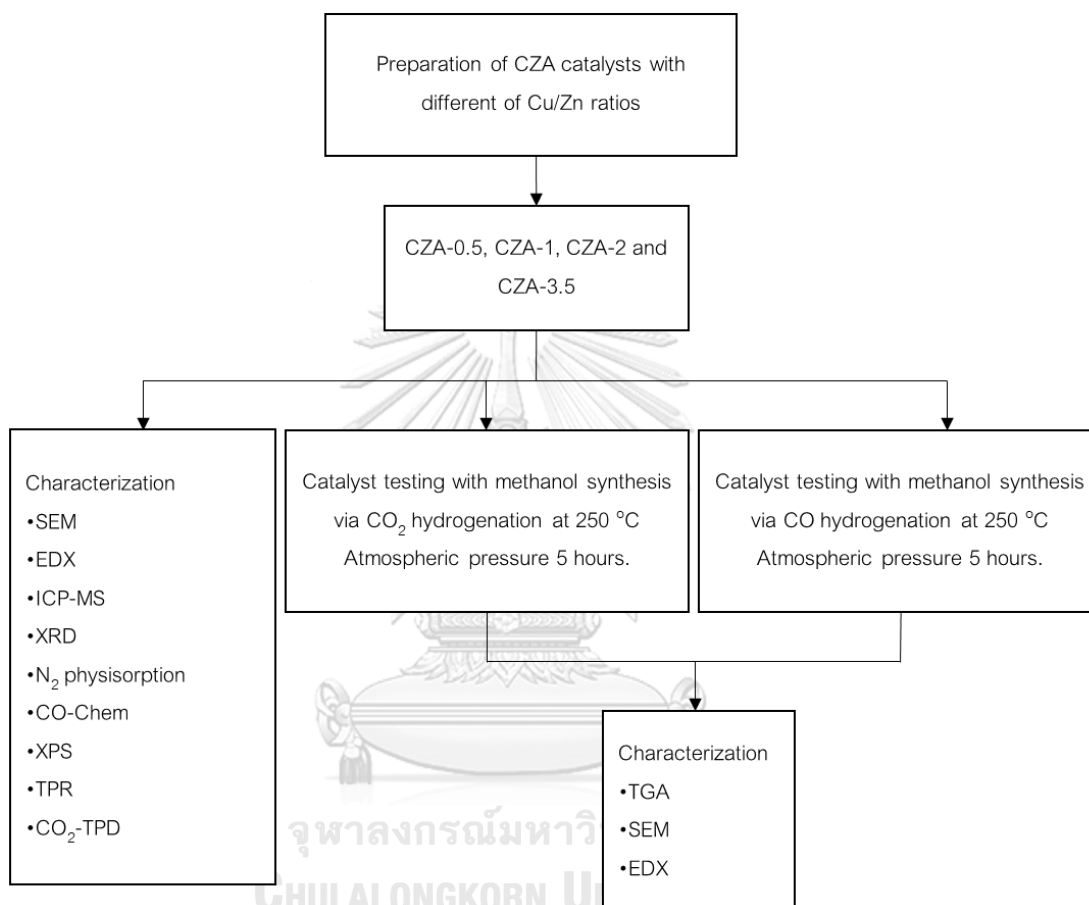 Preparation of CZA catalysts with
different of Cu/Zn ratios
CZA-0.5, CZA-1, CZA-2 and
CZA-3.5
Characterization
•SEM
•EDX
•ICP-MS
•XRD
•N₂ physisorption
•CO-Chem
•XPS
•TPR
•CO₂-TPD
Catalyst testing with methanol synthesis
via CO₂ hydrogenation at 250 °C
Atmospheric pressure 5 hours.
Catalyst testing with methanol synthesis
via CO hydrogenation at 250 °C
Atmospheric pressure 5 hours.
Characterization
•TGA
•SEM
•EDX
จุฬาลงกรณ์มหาวิ
CHULALONGKORN U